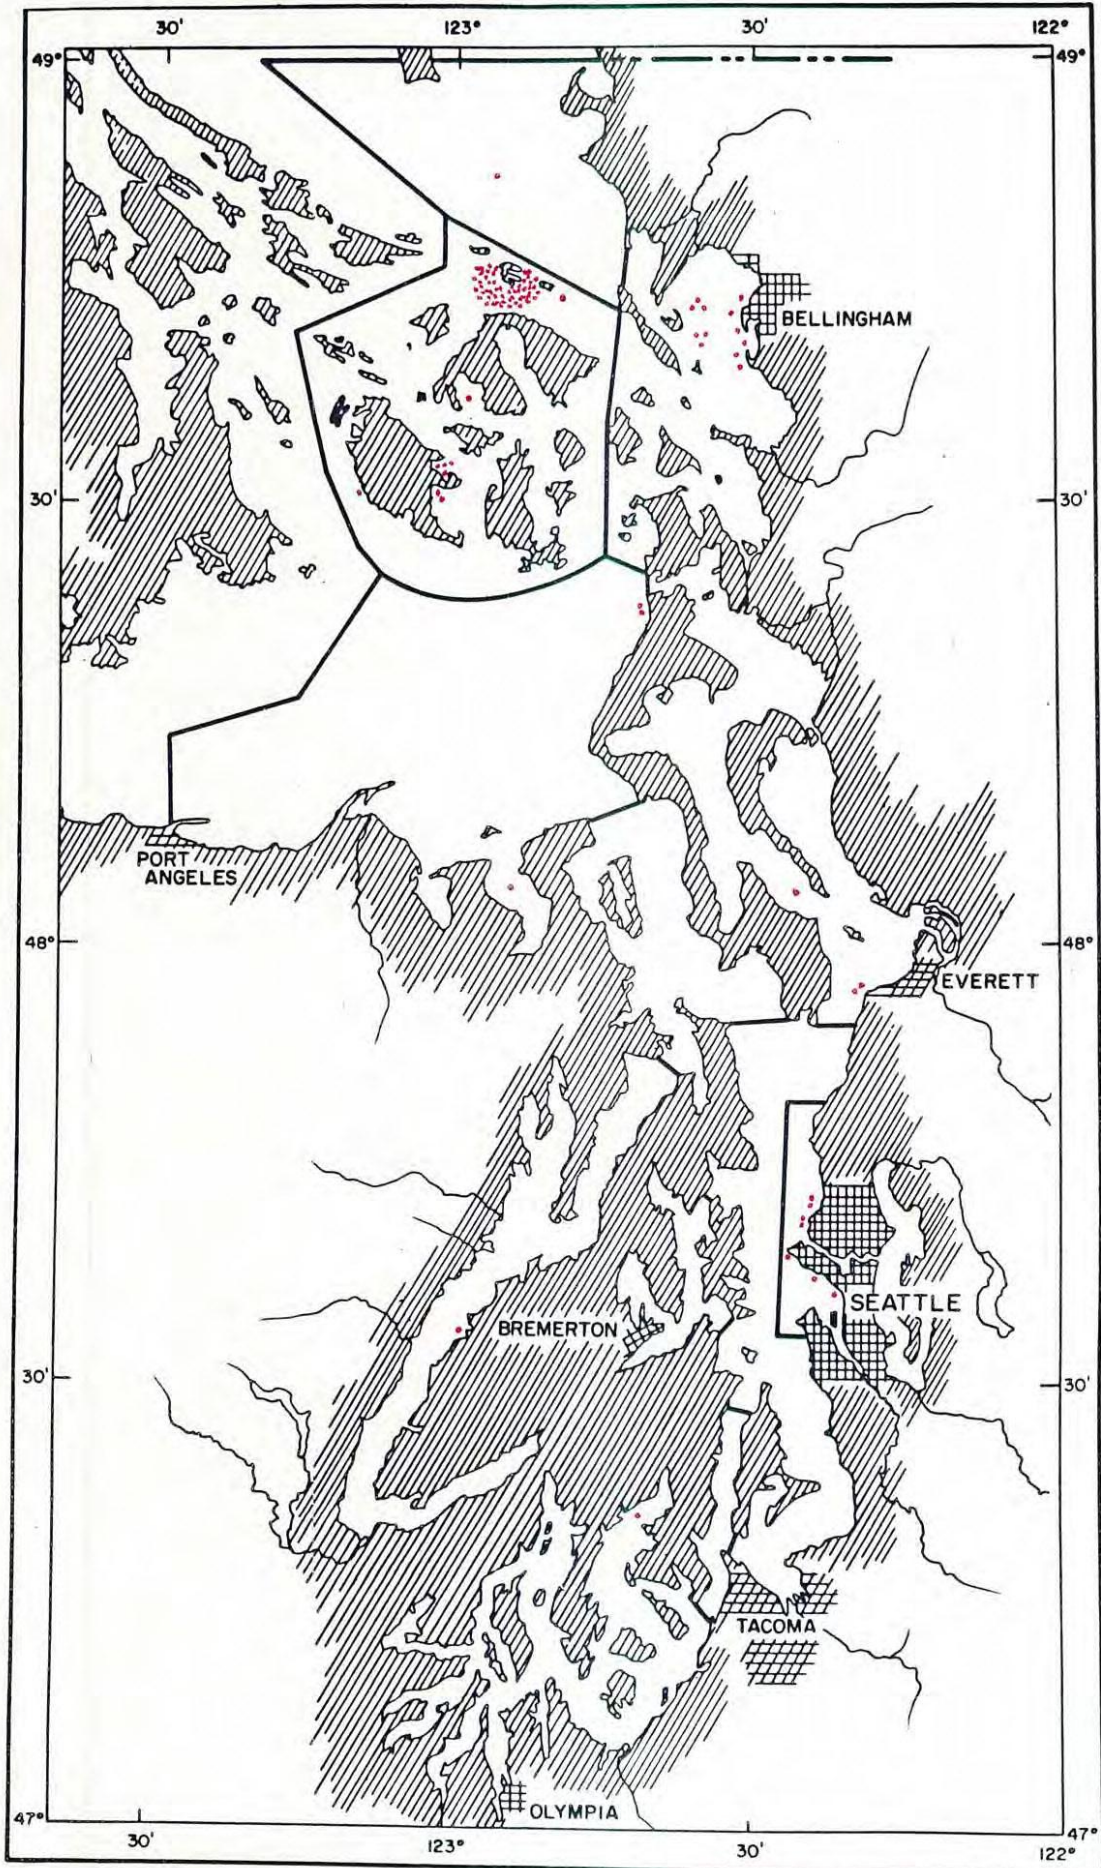 30' 123° 30' 122°
49° 49°
BELLINGHAM
30' 30'
PORT
ANGELES
48° 48°
EVERETT
SEATTLE
BREMERTON
30' 30'
TACOMA
OLYMPIA
47° 47°
30' 123° 30' 122°